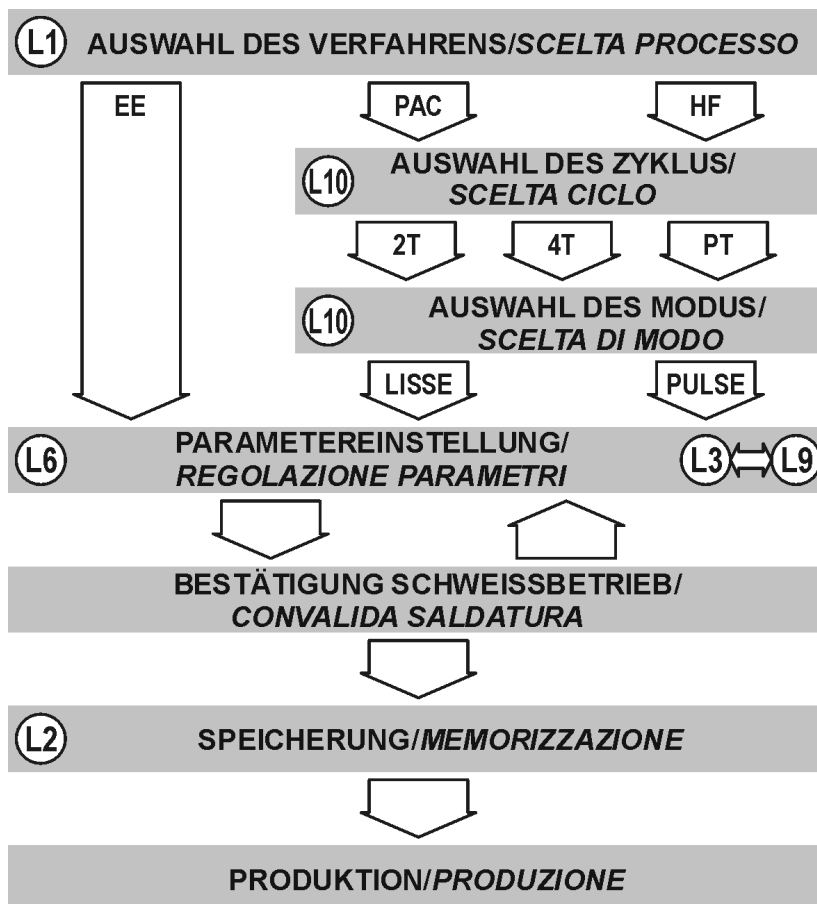 L1 AUSWAHL DES VERFAHRENS/SCELTA PROCESSO
EE PAC HF
L10 AUSWAHL DES ZYKLUS/
SCELTA CICLO
2T 4T PT
L10 AUSWAHL DES MODUS/
SCELTA DI MODO
LISSE PULSE
L6 PARAMETEREINSTELLUNG/
REGOLAZIONE PARAMETRI
L3 L9
BESTÄTIGUNG SCHWEISSBETRIEB/
CONVALIDA SALDATURA
L2 SPEICHERUNG/MEMORIZZAZIONE
PRODUKTION/PRODUZIONE